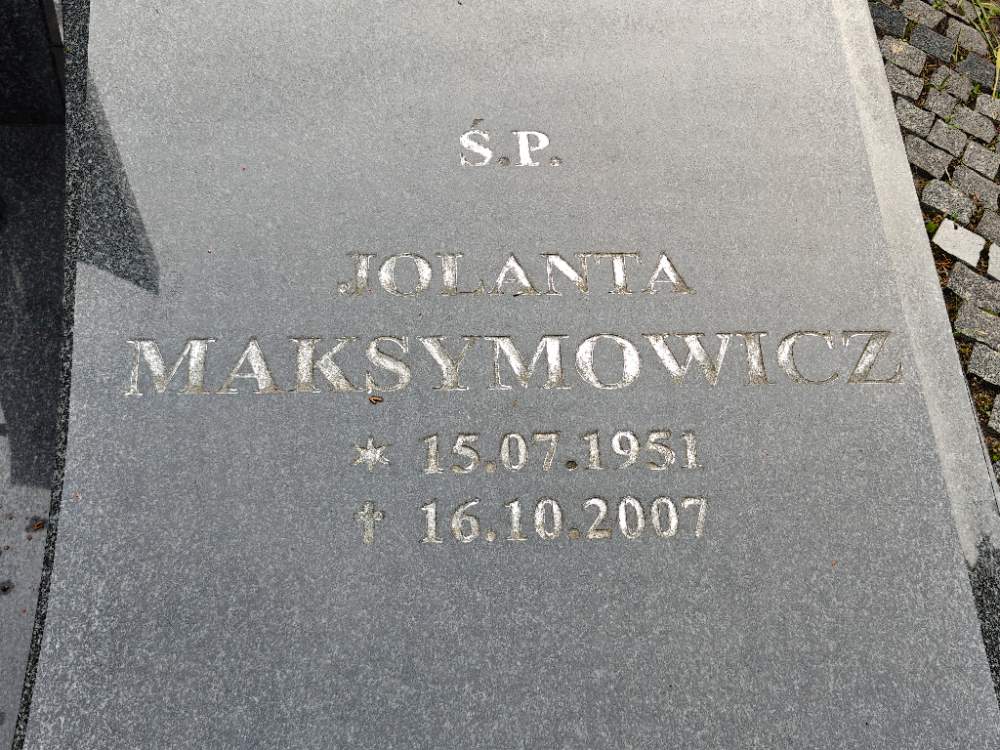 Ś.P.
JOLANTA
MAKSYMOWICZ
* 15.07.1951
† 16.10.2007